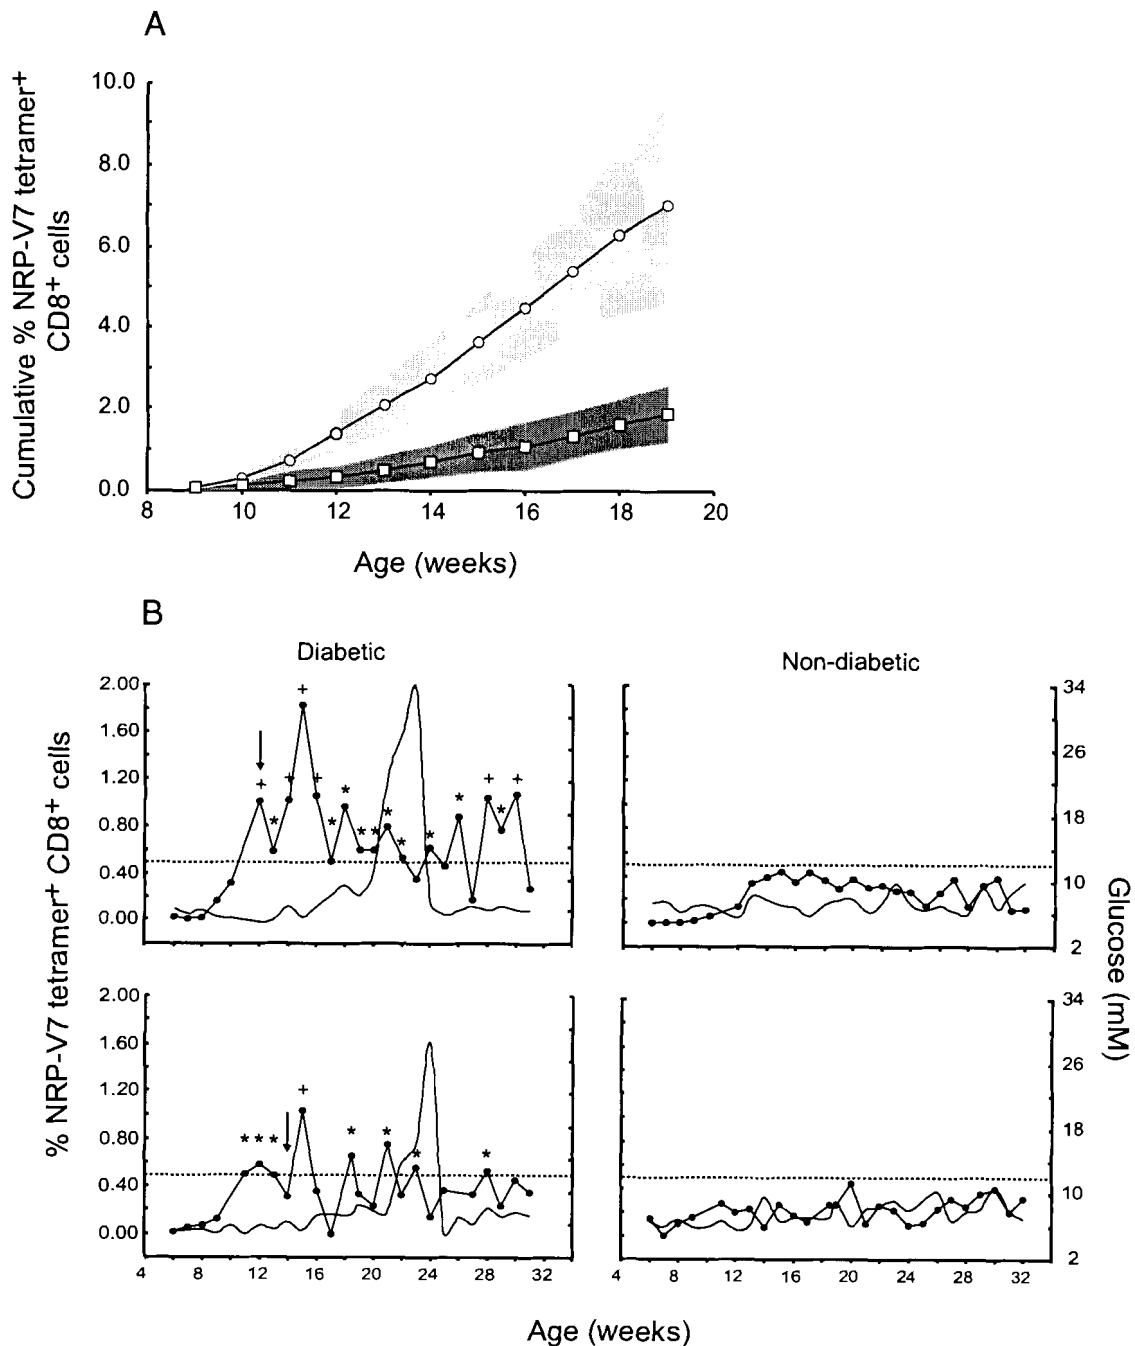 A
Cumulative % NRP-V7 tetramer+
CD8+ cells
10.0
8.0
6.0
4.0
2.0
0.0
8 10 12 14 16 18 20
Age (weeks)
B
Diabetic
Non-diabetic
% NRP-V7 tetramer+ CD8+ cells
2.00
1.60
1.20
0.80
0.40
0.00
34
26
18
10
2
Glucose (mM)
2.00
1.60
1.20
0.80
0.40
0.00
34
26
18
10
2
4 8 12 16 20 24 28 32
4 8 12 16 20 24 28 32
Age (weeks)